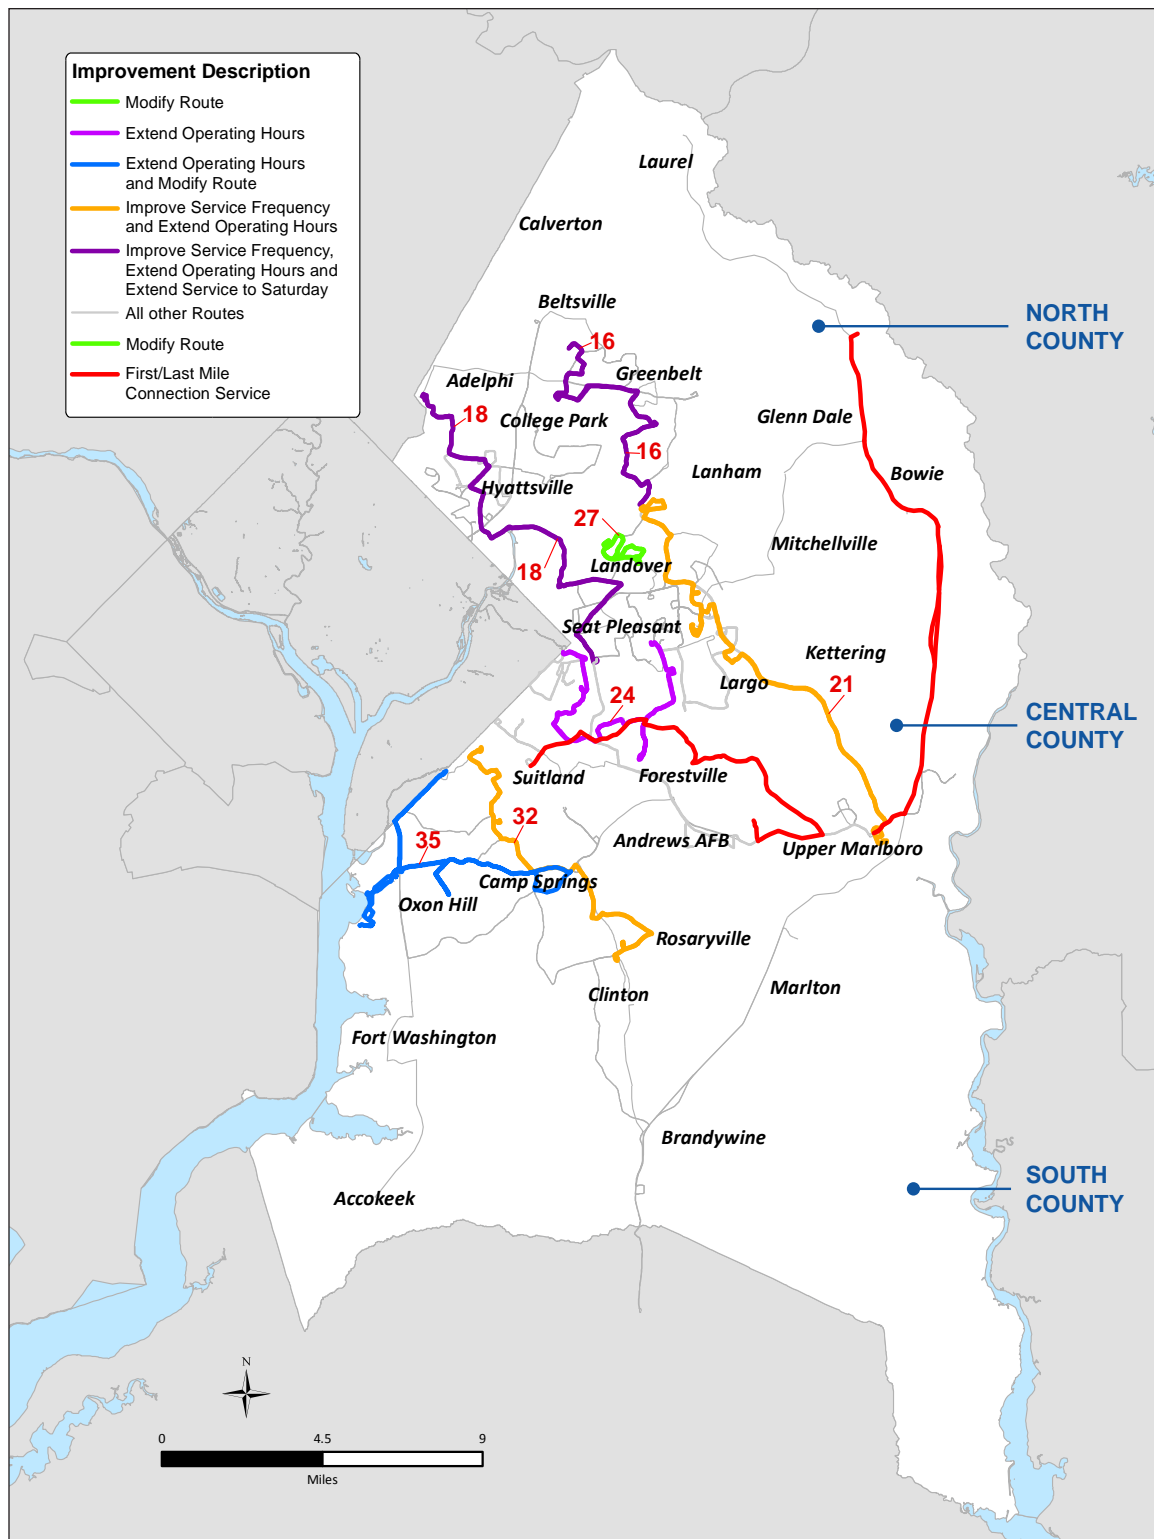 Improvement Description
Modify Route
Extend Operating Hours
Extend Operating Hours
and Modify Route
Improve Service Frequency
and Extend Operating Hours
Improve Service Frequency,
Extend Operating Hours and
Extend Service to Saturday
All other Routes
Modify Route
First/Last Mile
Connection Service
Laurel
Calverton
Beltsville
NORTH
COUNTY
16
Greenbelt
Adelphi
18
College Park
Glenn Dale
16
Lanham
Bowie
Hyattsville
27
Mitchellville
Landover
18
Seat Pleasant
Kettering
Largo
21
24
CENTRAL
COUNTY
Suitland
Forestville
32
Andrews AFB
Upper Marlboro
35
Camp Springs
Oxon Hill
Rosaryville
Clinton
Marlton
Fort Washington
Brandywine
Accokeek
SOUTH
COUNTY
N
0
4.5
9
Miles